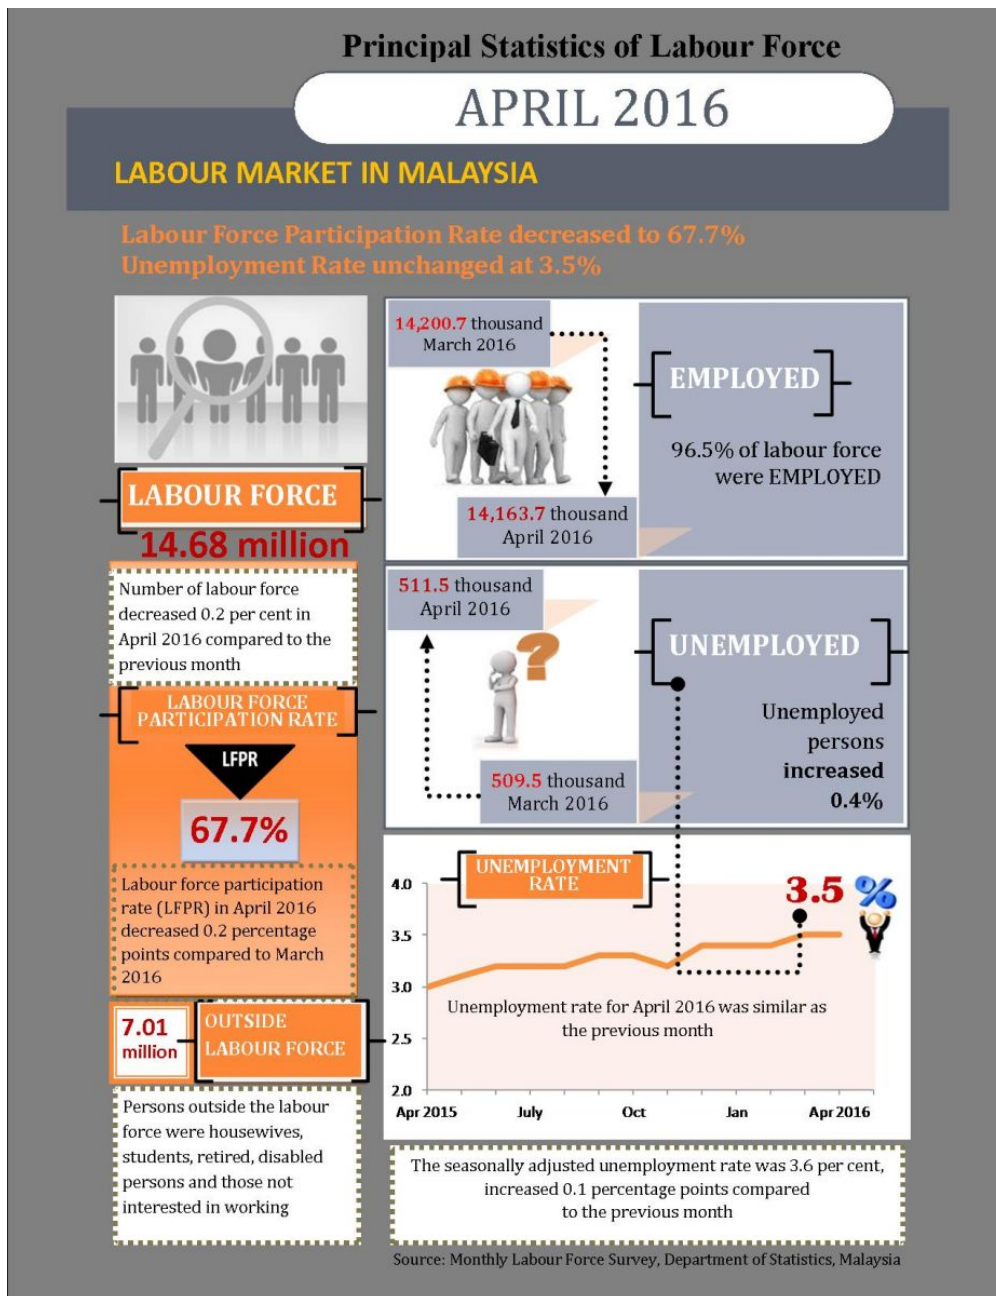 Principal Statistics of Labour Force
APRIL 2016
LABOUR MARKET IN MALAYSIA
Labour Force Participation Rate decreased to 67.7%
Unemployment Rate unchanged at 3.5%
LABOUR FORCE
14.68 million
Number of labour force
decreased 0.2 per cent in
April 2016 compared to the
previous month
LABOUR FORCE
PARTICIPATION RATE
LFPR
67.7%
Labour force participation
rate (LFPR) in April 2016
decreased 0.2 percentage
points compared to March
2016
7.01
million
OUTSIDE
LABOUR FORCE
Persons outside the labour
force were housewives,
students, retired, disabled
persons and those not
interested in working
14,200.7 thousand
March 2016
EMPLOYED
96.5% of labour force
were EMPLOYED
14,163.7 thousand
April 2016
511.5 thousand
April 2016
?
UNEMPLOYED
Unemployed
persons
increased
0.4%
509.5 thousand
March 2016
UNEMPLOYMENT
RATE
3.5 %
4.0
3.5
3.0
2.5
2.0
Unemployment rate for April 2016 was similar as
the previous month
Apr 2015 July Oct Jan Apr 2016
The seasonally adjusted unemployment rate was 3.6 per cent,
increased 0.1 percentage points compared
to the previous month
Source: Monthly Labour Force Survey, Department of Statistics, Malaysia